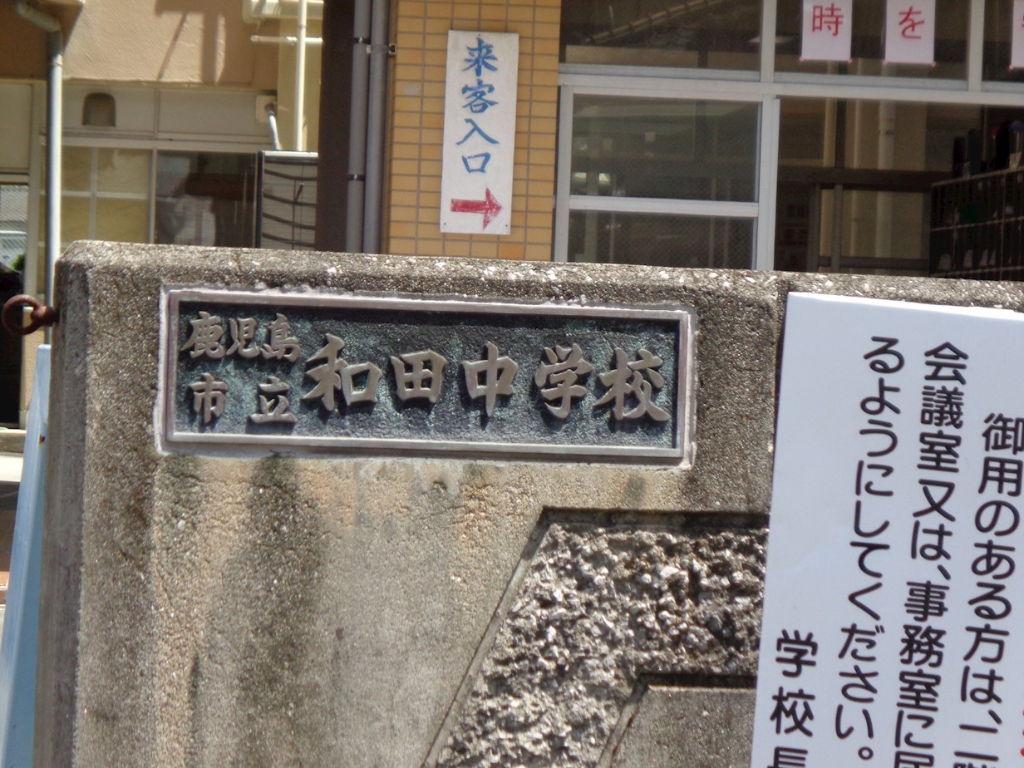 来客入口
時
を
鹿児島
市立
和田中学校
御用のある方は、二
会議室又は、事務室に
るようにしてください。
学校長